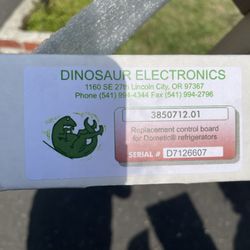 DINOSAUR ELECTRONICS
1160 SE 27th Lincoln City, OR 97367
Phone (541) 994-4344 Fax (541) 994-2796
3850712.01
Replacement control board
for Dometic® refrigerators
SERIAL # D7126607